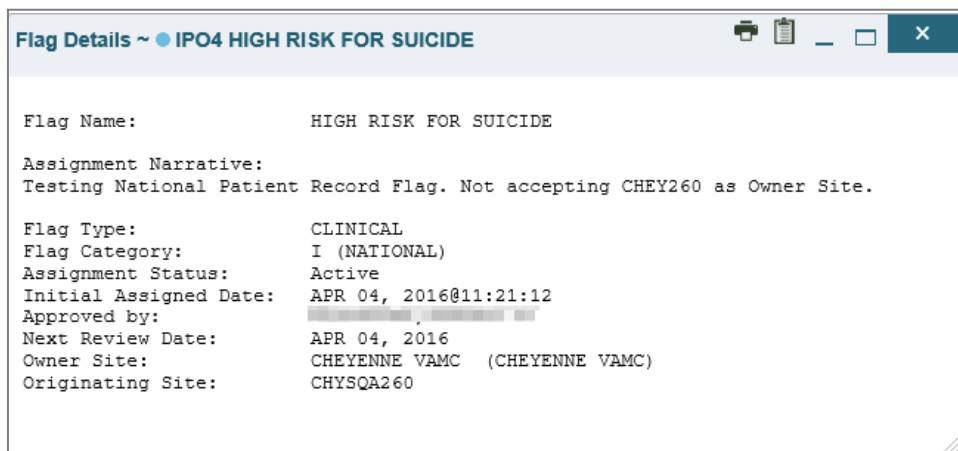 Flag Details ~ IPO4 HIGH RISK FOR SUICIDE
Flag Name: HIGH RISK FOR SUICIDE
Assignment Narrative:
Testing National Patient Record Flag. Not accepting CHEY260 as Owner Site.
Flag Type: CLINICAL
Flag Category: I (NATIONAL)
Assignment Status: Active
Initial Assigned Date: APR 04, 2016@11:21:12
Approved by:
Next Review Date: APR 04, 2016
Owner Site: CHEYENNE VAMC (CHEYENNE VAMC)
Originating Site: CHYSQA260